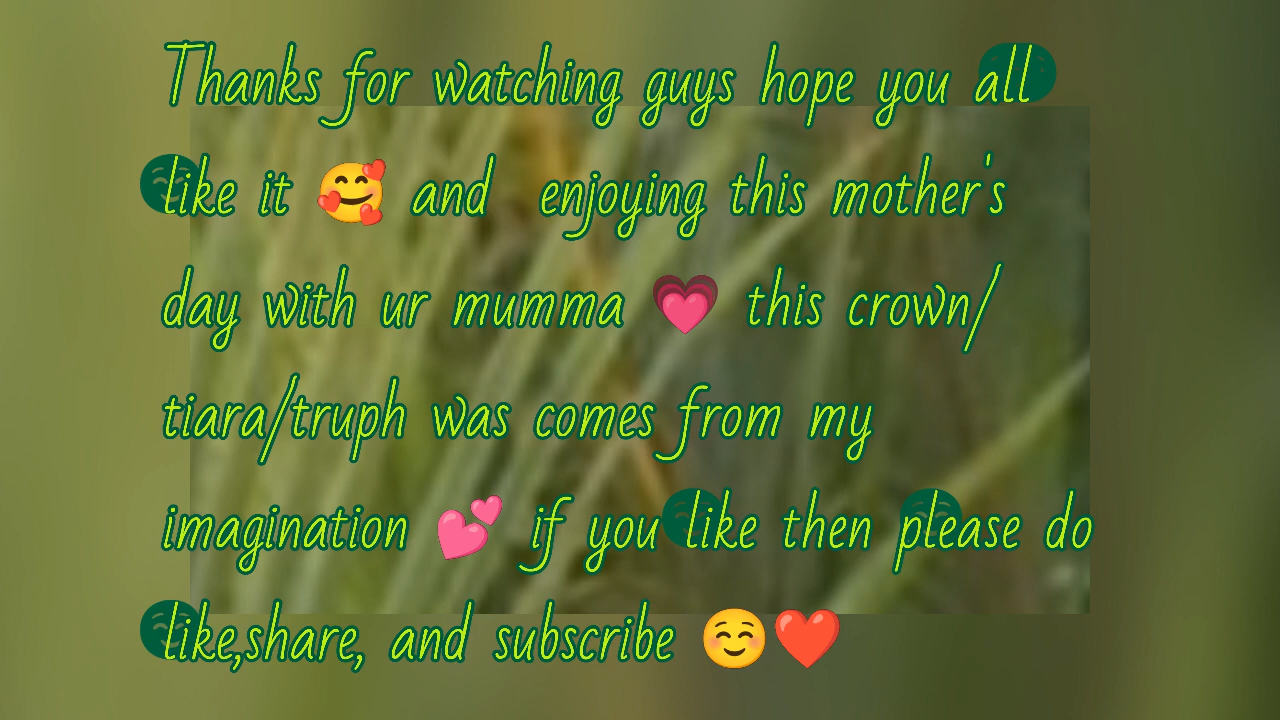 Thanks for watching guys hope you all
like it 🥰 and enjoying this mother's
day with ur mumma 💗 this crown/
tiara/truph was comes from my
imagination 💕 if you like then please do
like,share, and subscribe ☺️❤️